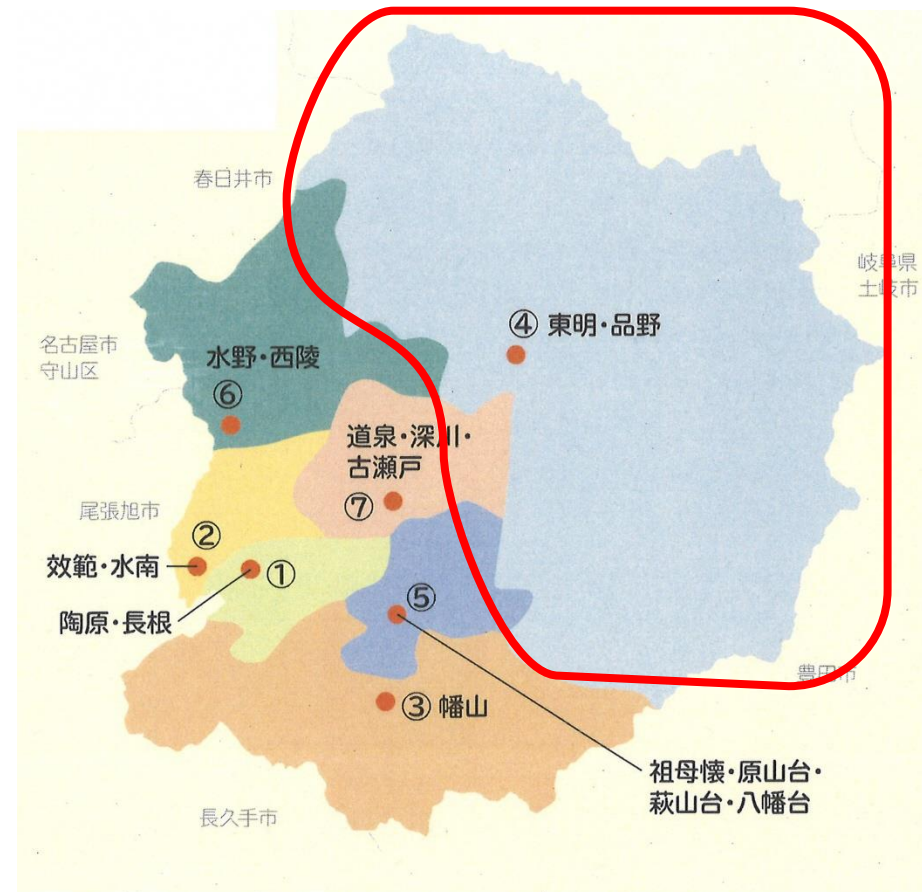 春日井市
岐阜県
土岐市
④ 東明・品野
名古屋市
守山区
水野・西陵
⑥
道泉・深川・
古瀬戸
⑦
尾張旭市
②
効範・水南
①
陶原・長根
⑤
豊田市
③ 幡山
祖母懐・原山台・
萩山台・八幡台
長久手市